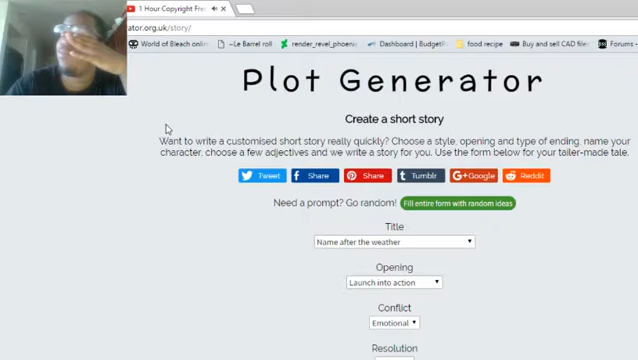 1 Hour Copyright Free
ator.org.uk/story/
World of Bleach onlin
~Le Barrel roll
render_revel_phoenix
Dashboard | BudgetP
food recipe
Buy and sell CAD file
Forums -
Plot Generator
Create a short story
Want to write a customised short story really quickly? Choose a style, opening and type of ending, name your
character, choose a few adjectives and we write a story for you. Use the form below for your tailer-made tale.
Tweet
Share
Share
Tumblr
G+Google
Reddit
Need a prompt? Go random! Fill entire form with random ideas
Title
Name after the weather
Opening
Launch into action
Conflict
Emotional
Resolution